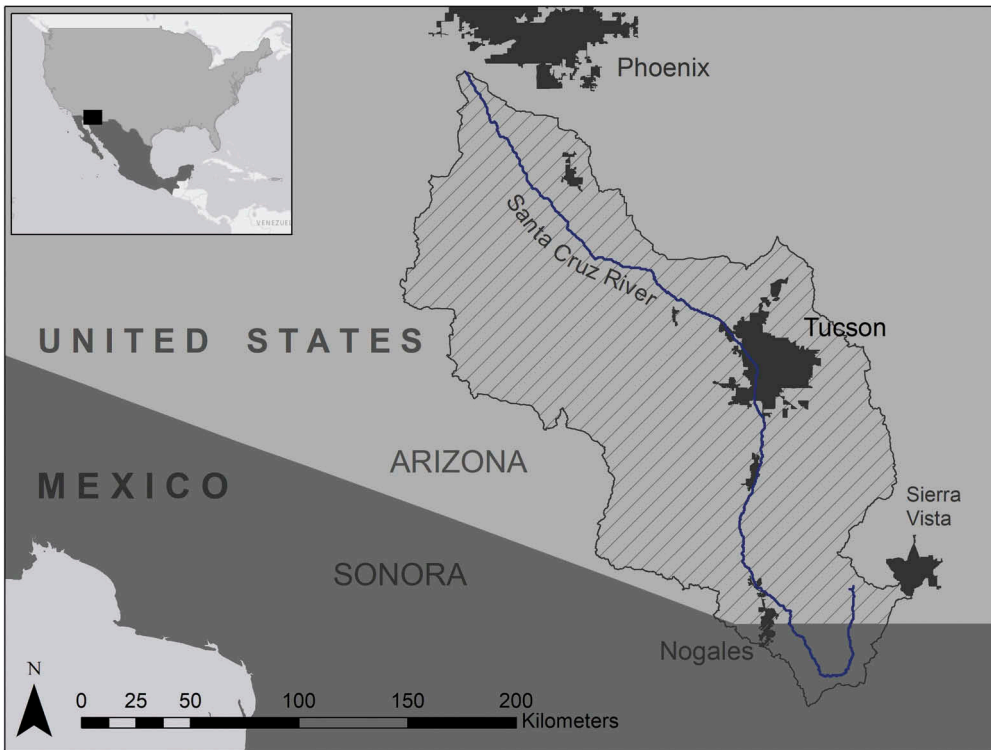 VENEZUEL
Phoenix
Santa Cruz River
Tucson
UNITED STATES
ARIZONA
MEXICO
Sierra
Vista
SONORA
Nogales
N
0 25 50 100 150 200
Kilometers